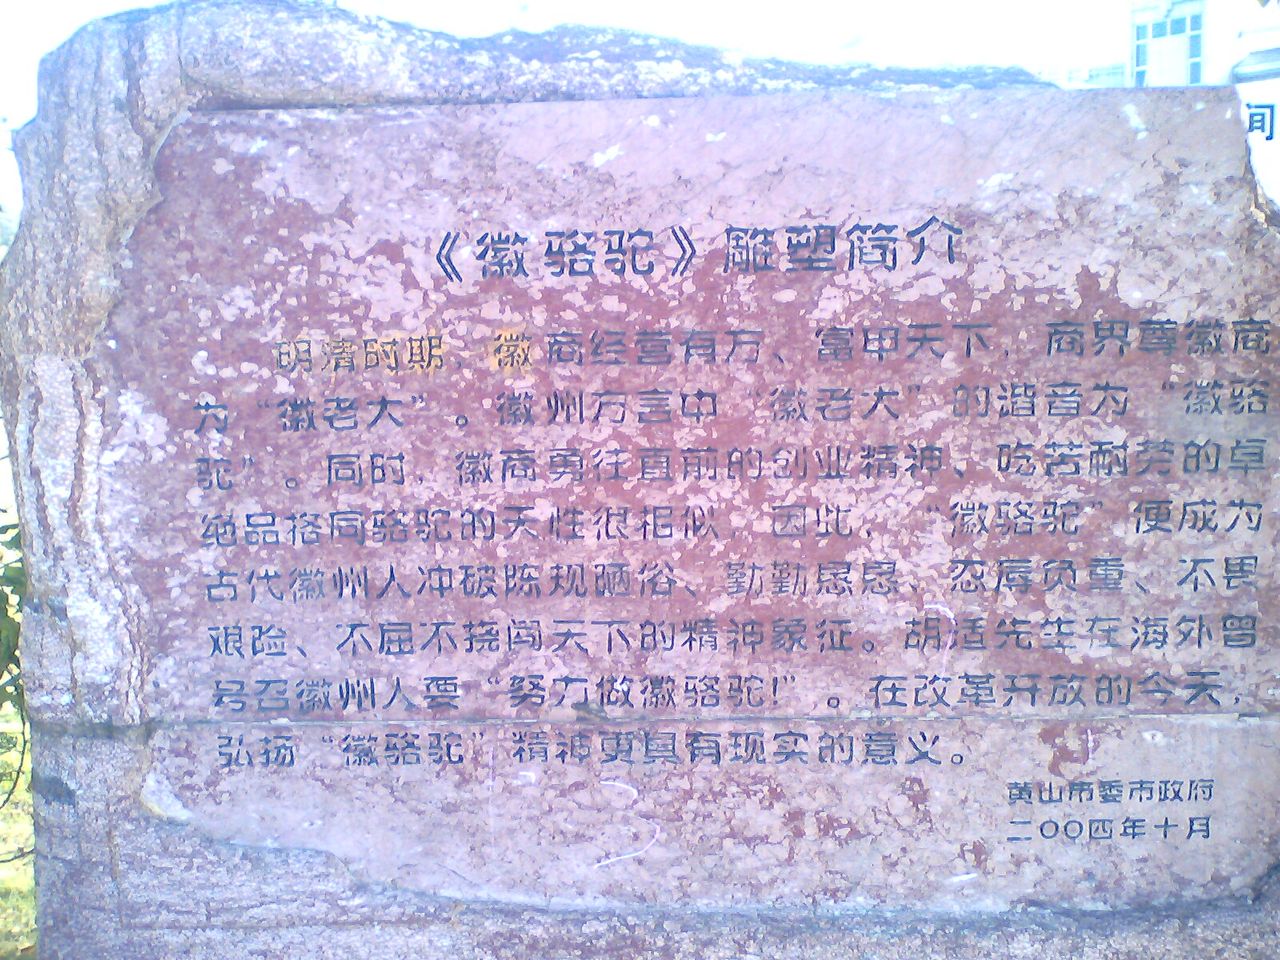 间
《徽骆驼》雕塑简介
明清时期，徽商经营有方、富甲天下，商界尊徽商
为“徽老大”。徽州方言中“徽老大”的谐音为“徽骆
驼”。同时，徽商勇往直前的创业精神、吃苦耐劳的卓
绝品挌同骆驼的天性很相似，因此，“徽骆驼”便成为
古代徽州人冲破陈规陋俗、勤勤恳恳、忍辱负重、不畏
艰险、不屈不挠闯天下的精神象征。胡适先生在海外曾
号召徽州人要“努力做徽骆驼！”。在改革开放的今天，
弘扬“徽骆驼”精神更具有现实的意义。
黄山市委市政府
二〇〇四年十月